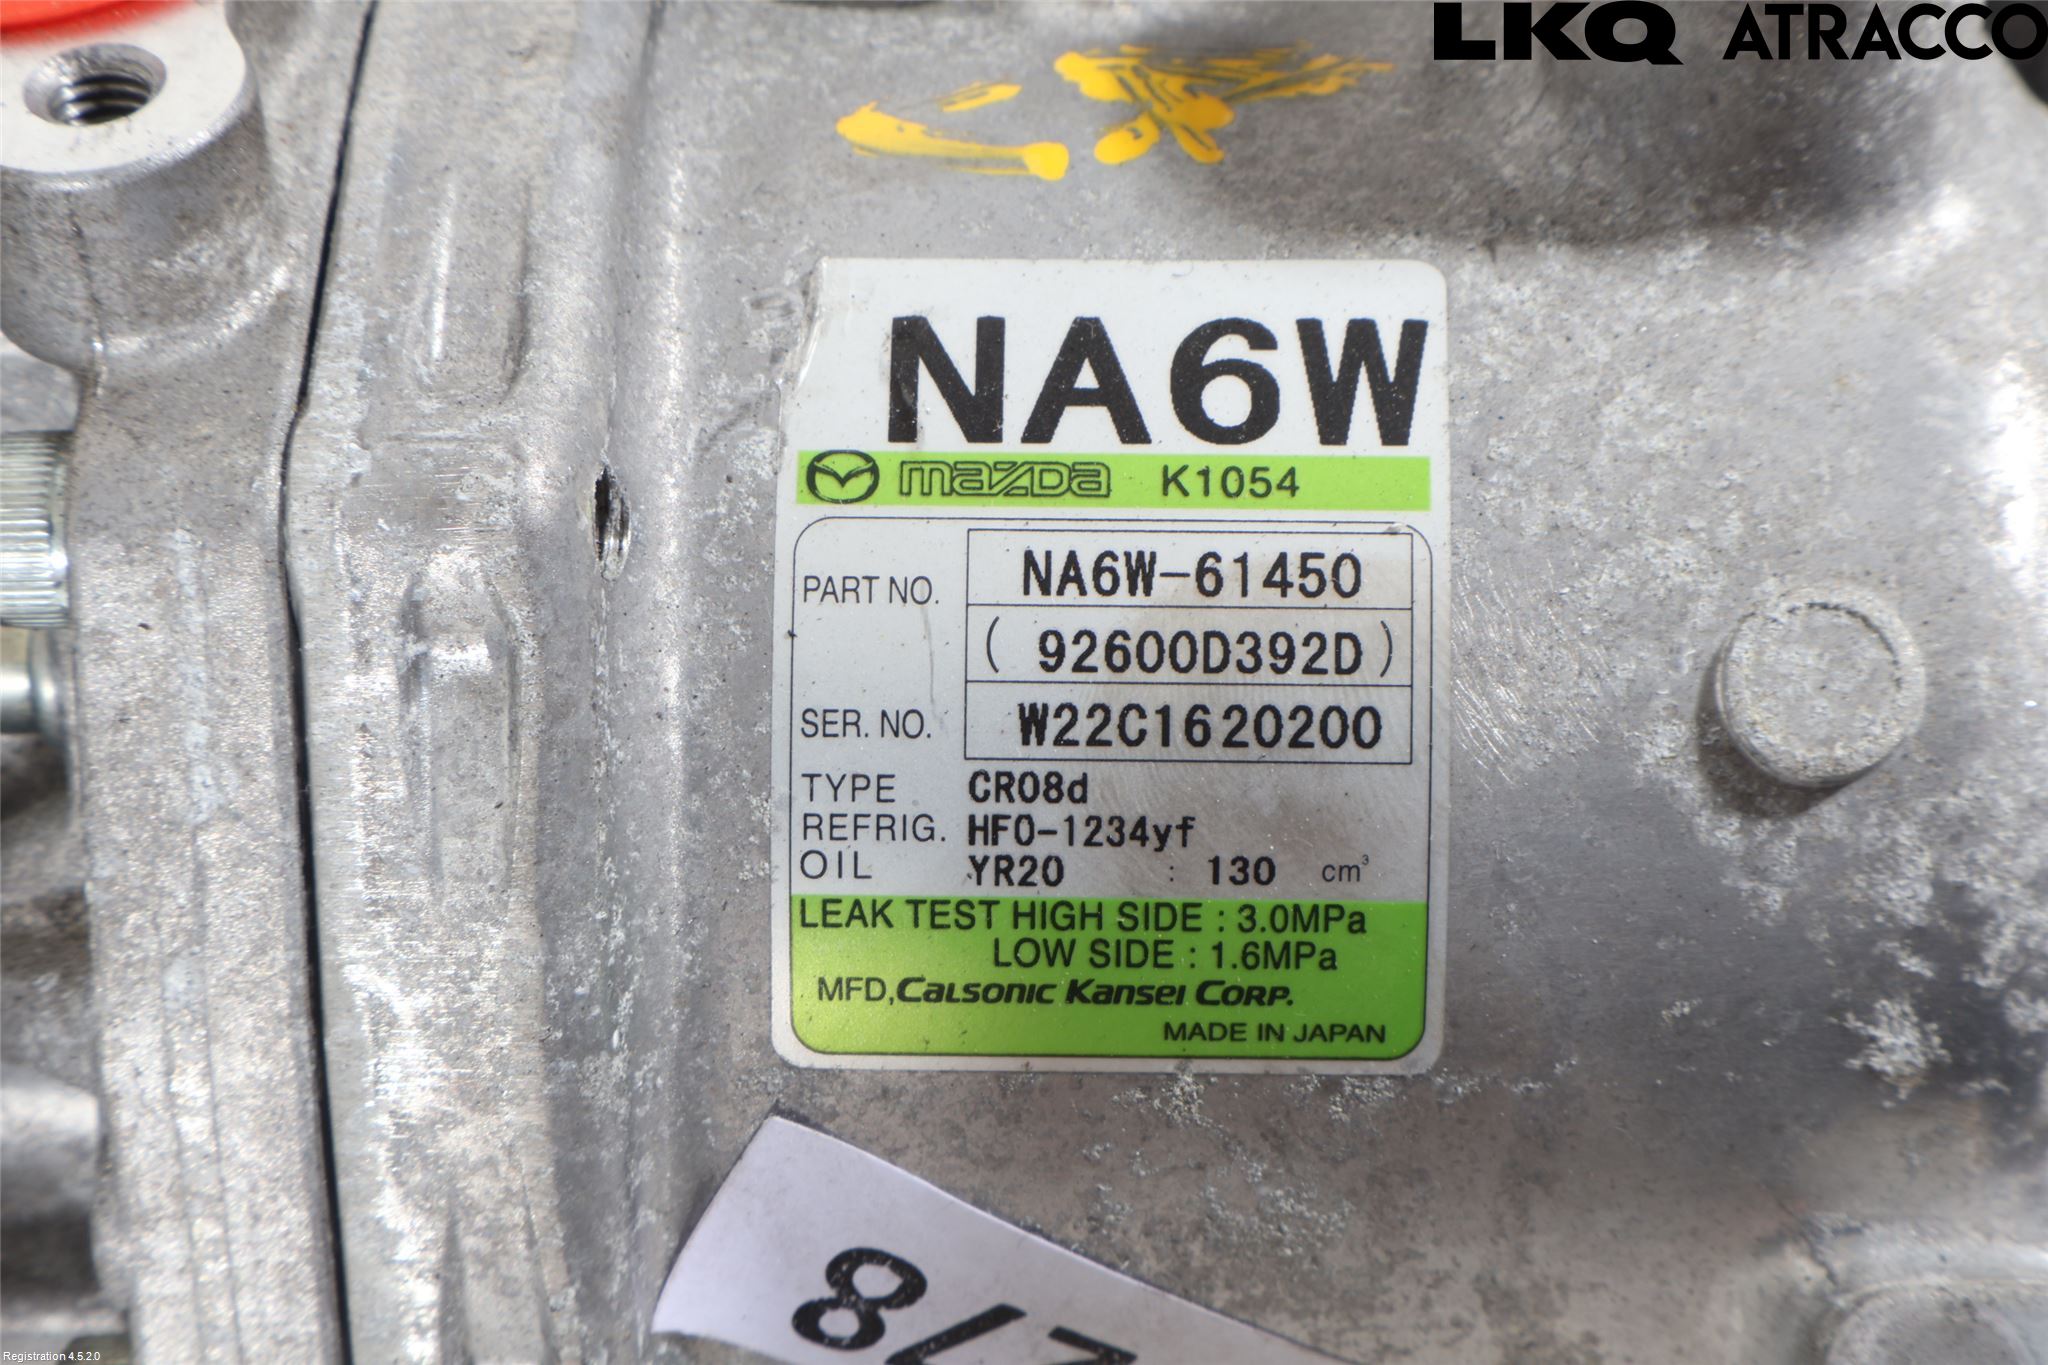 LKQ ATRACCO
NA6W
mazda K1054
PART NO. NA6W-61450
( 92600D392D )
SER. NO. W22C1620200
TYPE CR08d
REFRIG. HFO-1234yf
OIL YR20 : 130 cm³
LEAK TEST HIGH SIDE : 3.0MPa
LOW SIDE : 1.6MPa
MFD, CALSONIC KANSEI CORP.
MADE IN JAPAN
Registration 4.5.2.0